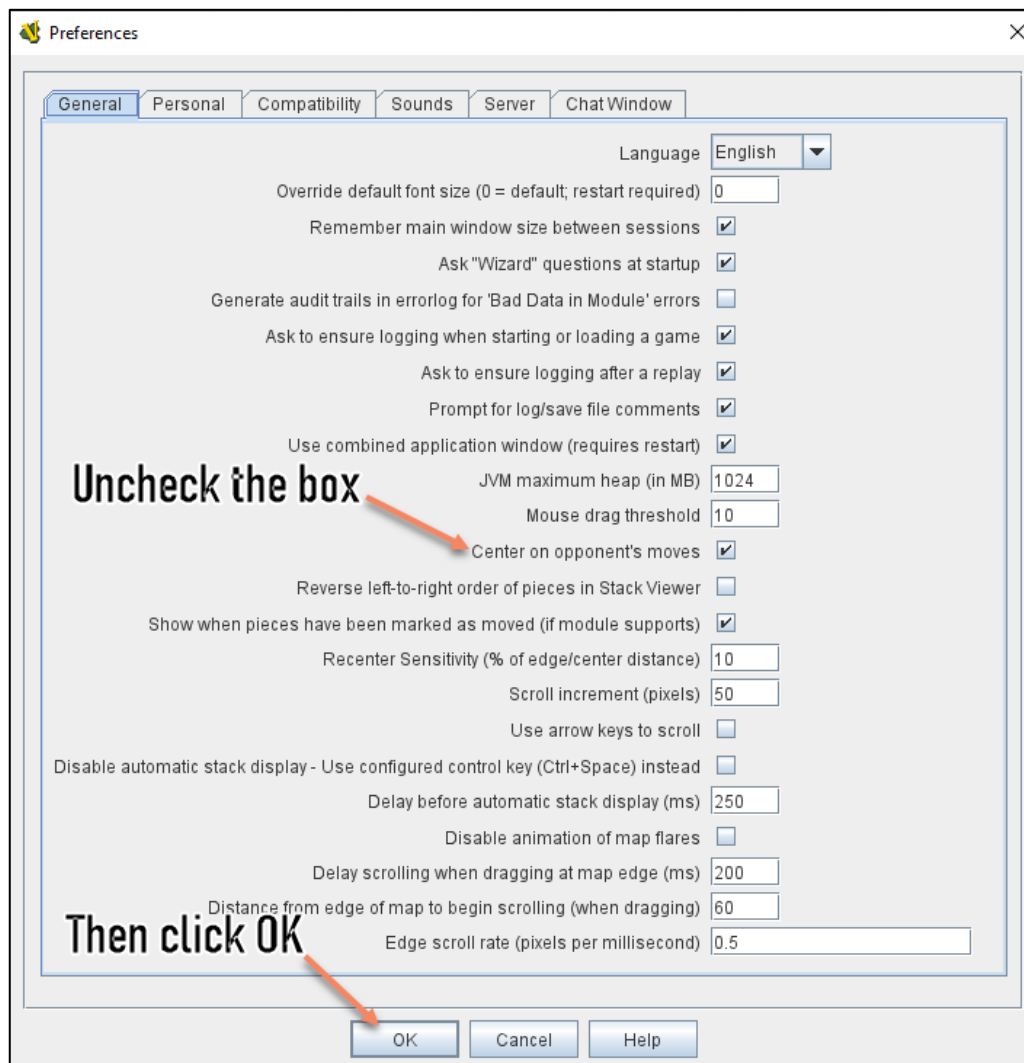 Preferences
General Personal Compatibility Sounds Server Chat Window
Language English
Override default font size (0 = default; restart required) 0
Remember main window size between sessions
Ask "Wizard" questions at startup
Generate audit trails in errorlog for 'Bad Data in Module' errors
Ask to ensure logging when starting or loading a game
Ask to ensure logging after a replay
Prompt for log/save file comments
Use combined application window (requires restart)
Uncheck the box
JVM maximum heap (in MB) 1024
Mouse drag threshold 10
Center on opponent's moves
Reverse left-to-right order of pieces in Stack Viewer
Show when pieces have been marked as moved (if module supports)
Recenter Sensitivity (% of edge/center distance) 10
Scroll increment (pixels) 50
Use arrow keys to scroll
Disable automatic stack display - Use configured control key (Ctrl+Space) instead
Delay before automatic stack display (ms) 250
Disable animation of map flares
Delay scrolling when dragging at map edge (ms) 200
Distance from edge of map to begin scrolling (when dragging) 60
Then click OK
Edge scroll rate (pixels per millisecond) 0.5
OK Cancel Help